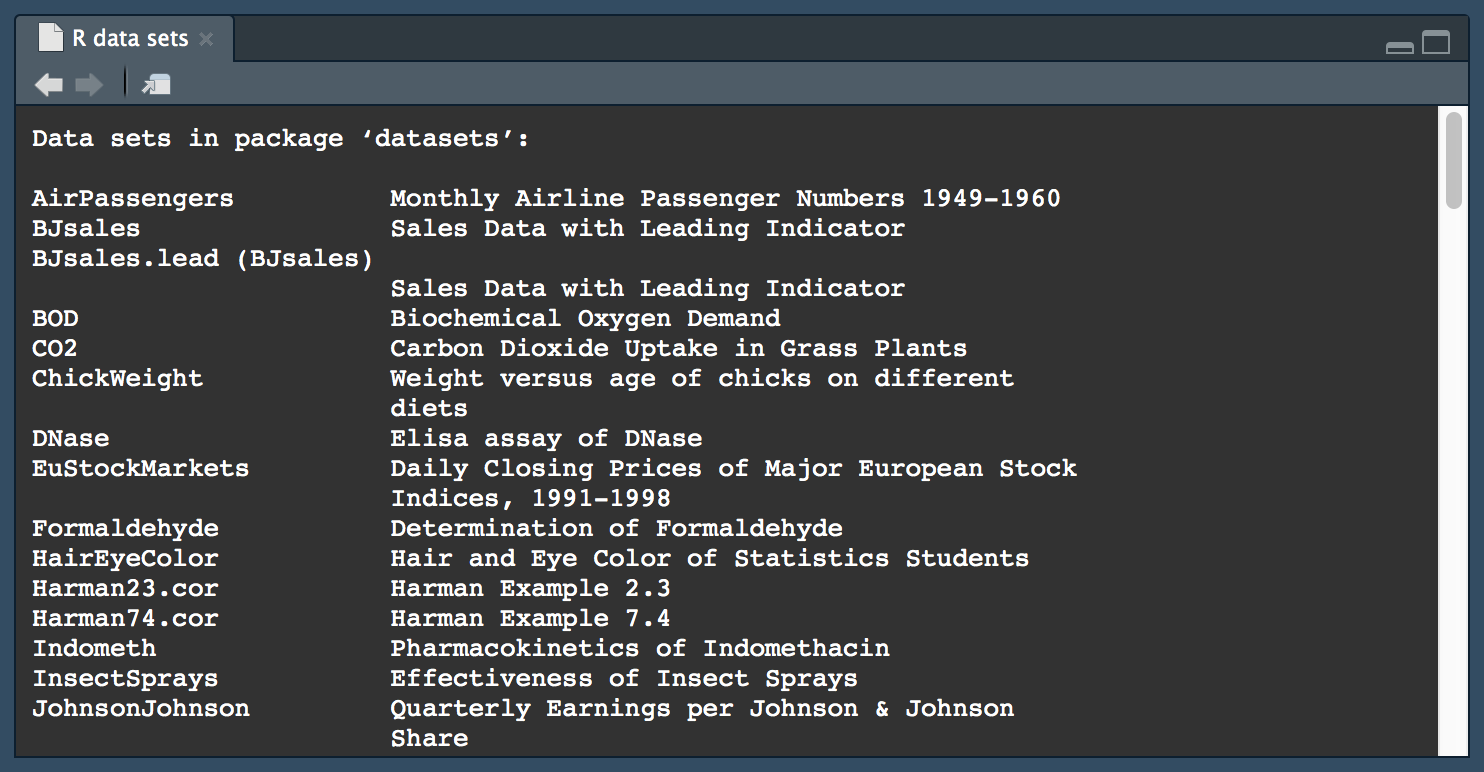 R data sets
Data sets in package ‘datasets’:
AirPassengers Monthly Airline Passenger Numbers 1949-1960
BJsales Sales Data with Leading Indicator
BJsales.lead (BJsales)
Sales Data with Leading Indicator
BOD Biochemical Oxygen Demand
CO2 Carbon Dioxide Uptake in Grass Plants
ChickWeight Weight versus age of chicks on different
diets
DNase Elisa assay of DNase
EuStockMarkets Daily Closing Prices of Major European Stock
Indices, 1991-1998
Formaldehyde Determination of Formaldehyde
HairEyeColor Hair and Eye Color of Statistics Students
Harman23.cor Harman Example 2.3
Harman74.cor Harman Example 7.4
Indometh Pharmacokinetics of Indomethacin
InsectSprays Effectiveness of Insect Sprays
JohnsonJohnson Quarterly Earnings per Johnson & Johnson
Share